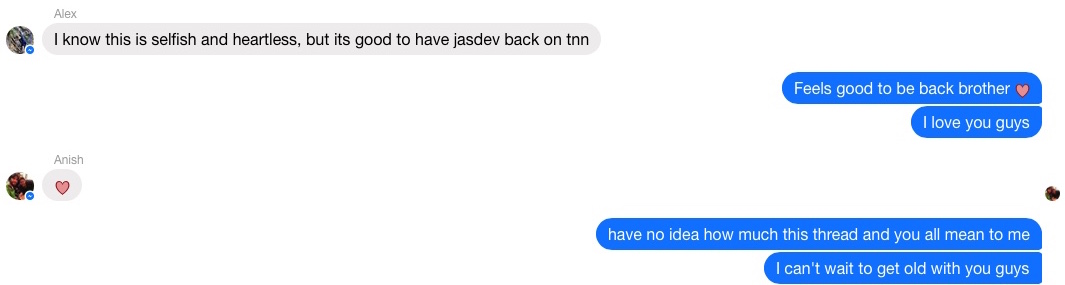 Alex
I know this is selfish and heartless, but its good to have jasdev back on tnn
Feels good to be back brother ❤
I love you guys
Anish
❤
have no idea how much this thread and you all mean to me
I can't wait to get old with you guys